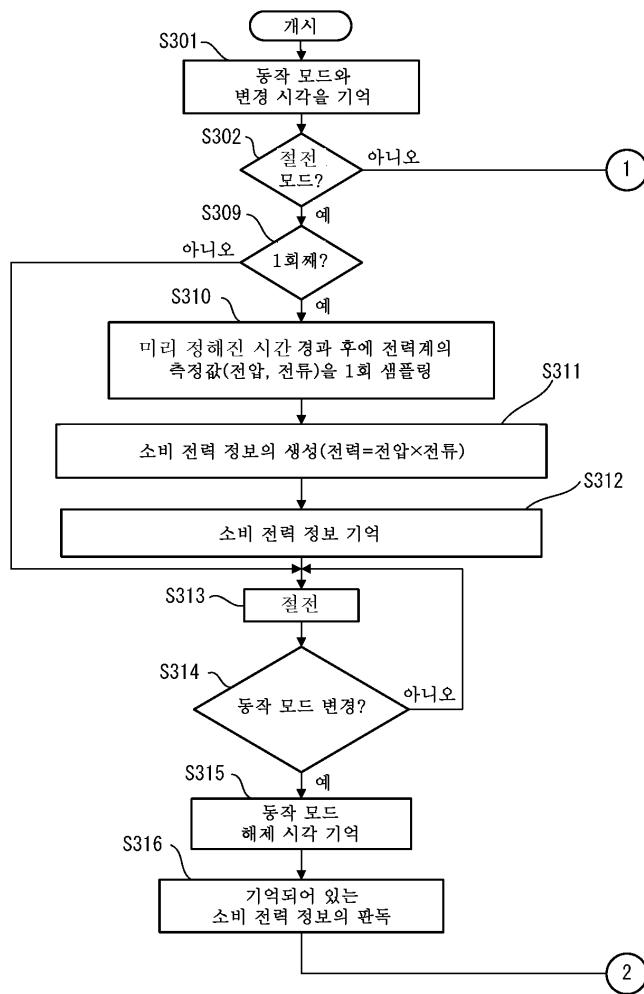 개시
S301
동작 모드와
변경 시각을 기억
S302
절전
모드?
아니오
1
예
S309
아니오
1회째?
예
S310
미리 정해진 시간 경과 후에 전력계의
측정값(전압, 전류)을 1회 샘플링
S311
소비 전력 정보의 생성(전력=전압×전류)
S312
소비 전력 정보 기억
S313
절전
S314
동작 모드 변경?
아니오
예
S315
동작 모드
해제 시각 기억
S316
기억되어 있는
소비 전력 정보의 판독
2